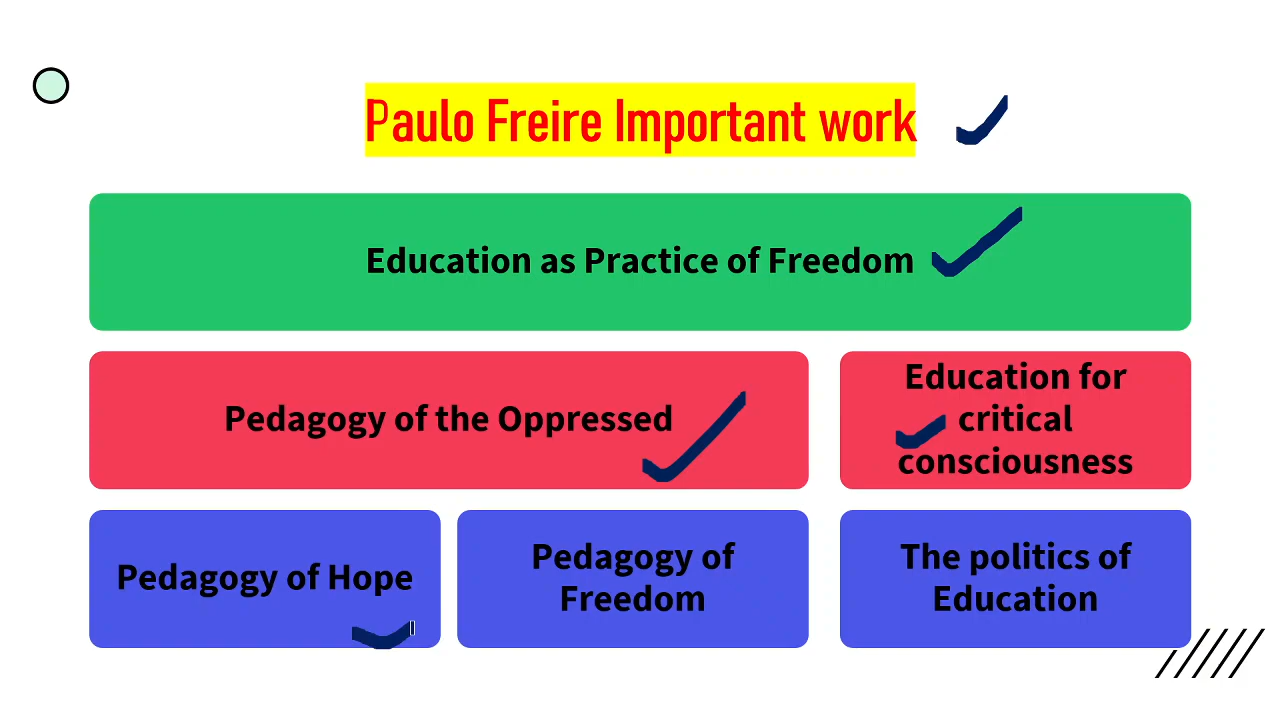 Paulo Freire Important work
Education as Practice of Freedom
Pedagogy of the Oppressed
Education for
critical
consciousness
Pedagogy of Hope
Pedagogy of
Freedom
The politics of
Education